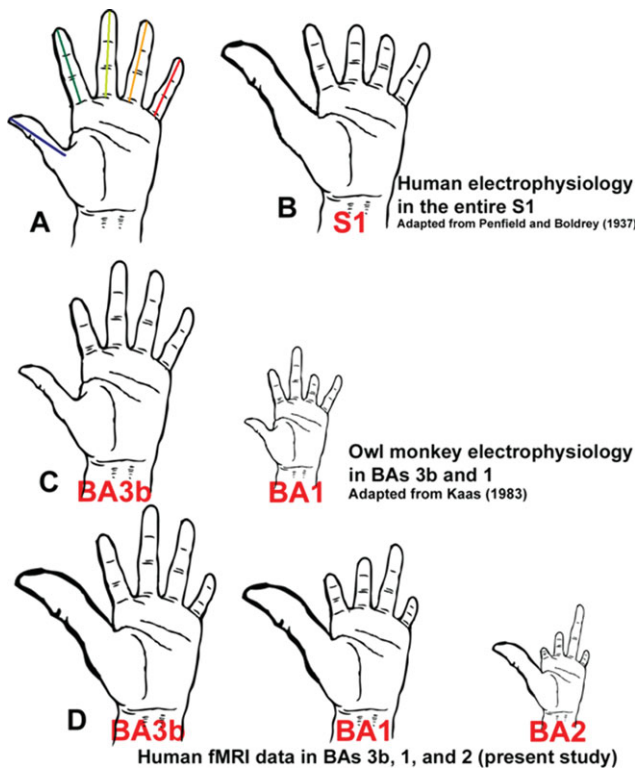 A
B
S1
Human electrophysiology
in the entire S1
Adapted from Penfield and Boldrey (1937)
C
BA3b
BA1
Owl monkey electrophysiology
in BAs 3b and 1
Adapted from Kaas (1983)
D
BA3b
BA1
BA2
Human fMRI data in BAs 3b, 1, and 2 (present study)